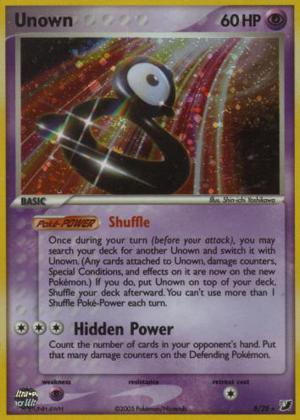 Unown
60 HP
BASIC
Illus. Shin-ichi Yoshikawa
Poké-POWER Shuffle
Once during your turn (before your attack), you may
search your deck for another Unown and switch it with
Unown. (Any cards attached to Unown, damage counters,
Special Conditions, and effects on it are now on the new
Pokémon.) If you do, put Unown on top of your deck.
Shuffle your deck afterward. You can't use more than 1
Shuffle Poké-Power each turn.
Hidden Power
Count the number of cards in your opponent's hand. Put
that many damage counters on the Defending Pokémon.
weakness
resistance
retreat cost
©2005 Pokémon/Nintendo